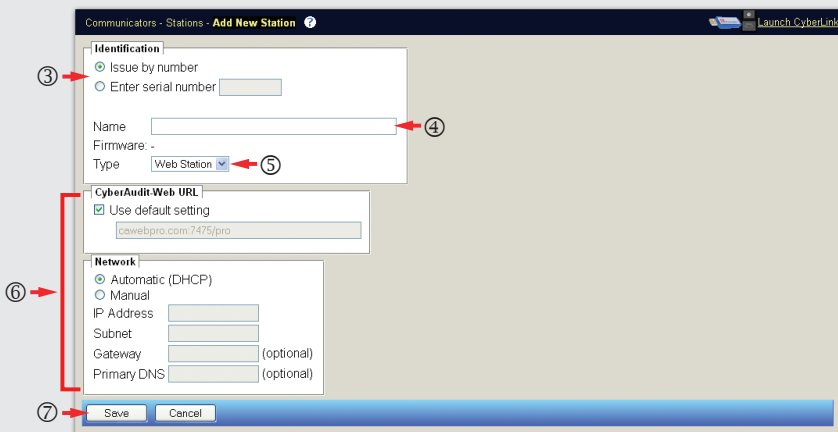 Communicators - Stations - Add New Station ?
Launch CyberLink
Identification
③ Issue by number
Enter serial number
Name ④
Firmware: -
Type Web Station ⑤
CyberAudit-Web URL
Use default setting
cawebpro.com:7475/pro
⑥
Network
Automatic (DHCP)
Manual
IP Address
Subnet
Gateway (optional)
Primary DNS (optional)
⑦ Save Cancel